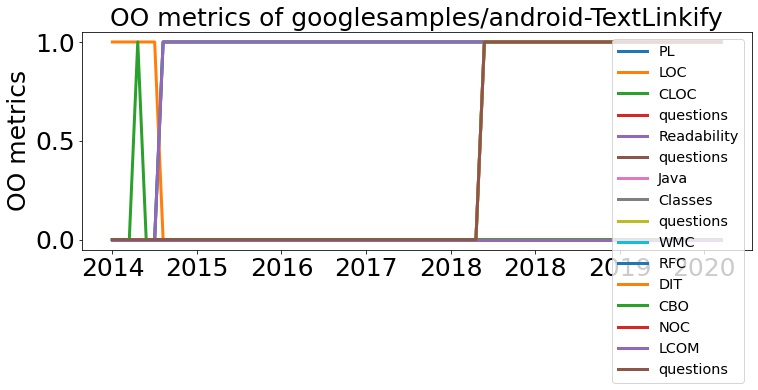 OO metrics of googlesamples/android-TextLinkify
OO metrics
1.0
0.5
0.0
2014 2015 2016 2017 2018 2018 2019 2020
PL
LOC
CLOC
questions
Readability
questions
Java
Classes
questions
WMC
RFC
DIT
CBO
NOC
LCOM
questions